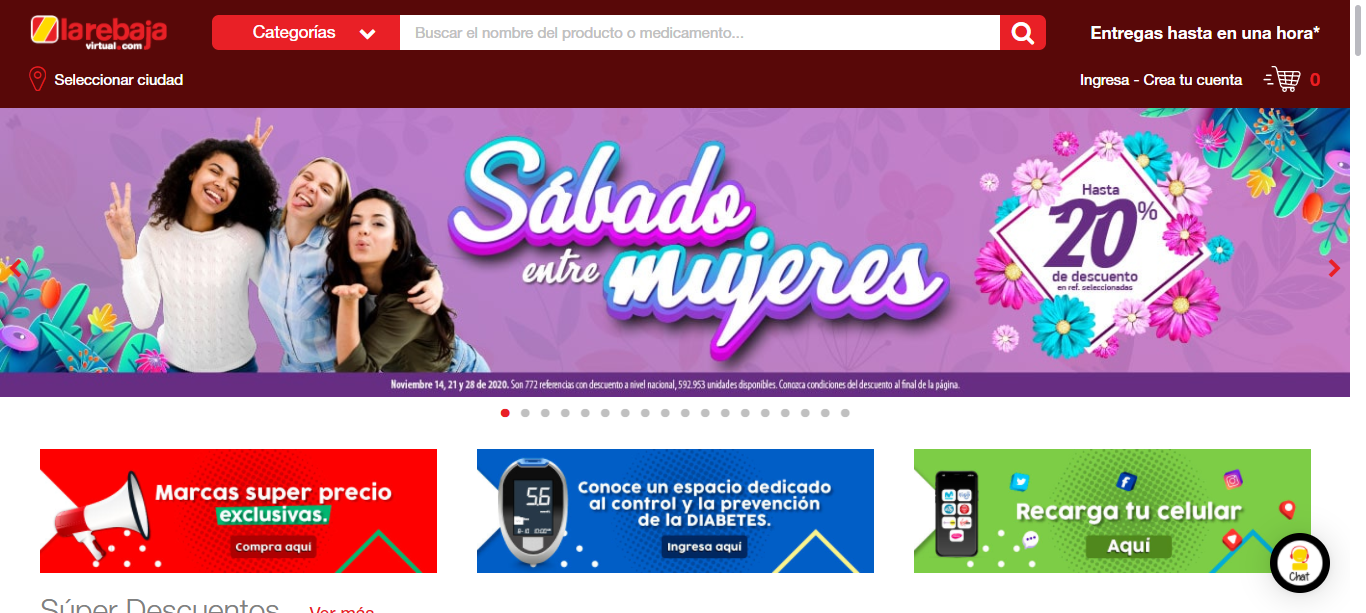 larebaja
virtual.com
Categorías
Buscar el nombre del producto o medicamento...
Entregas hasta en una hora*
Seleccionar ciudad
Ingresa - Crea tu cuenta
0
Sábado
entre mujeres
Hasta
20%
de descuento
en ref. seleccionadas
Noviembre 14, 21 y 28 de 2020. Son 772 referencias con descuento a nivel nacional, 592.953 unidades disponibles. Conozca condiciones del descuento al final de la página.
Marcas super precio
exclusivas.
Compra aquí
5.6
Conoce un espacio dedicado
al control y la prevención
de la DIABETES.
Ingresa aquí
Recarga tu celular
Aquí
Chat
Súper Descuentos
Ver más